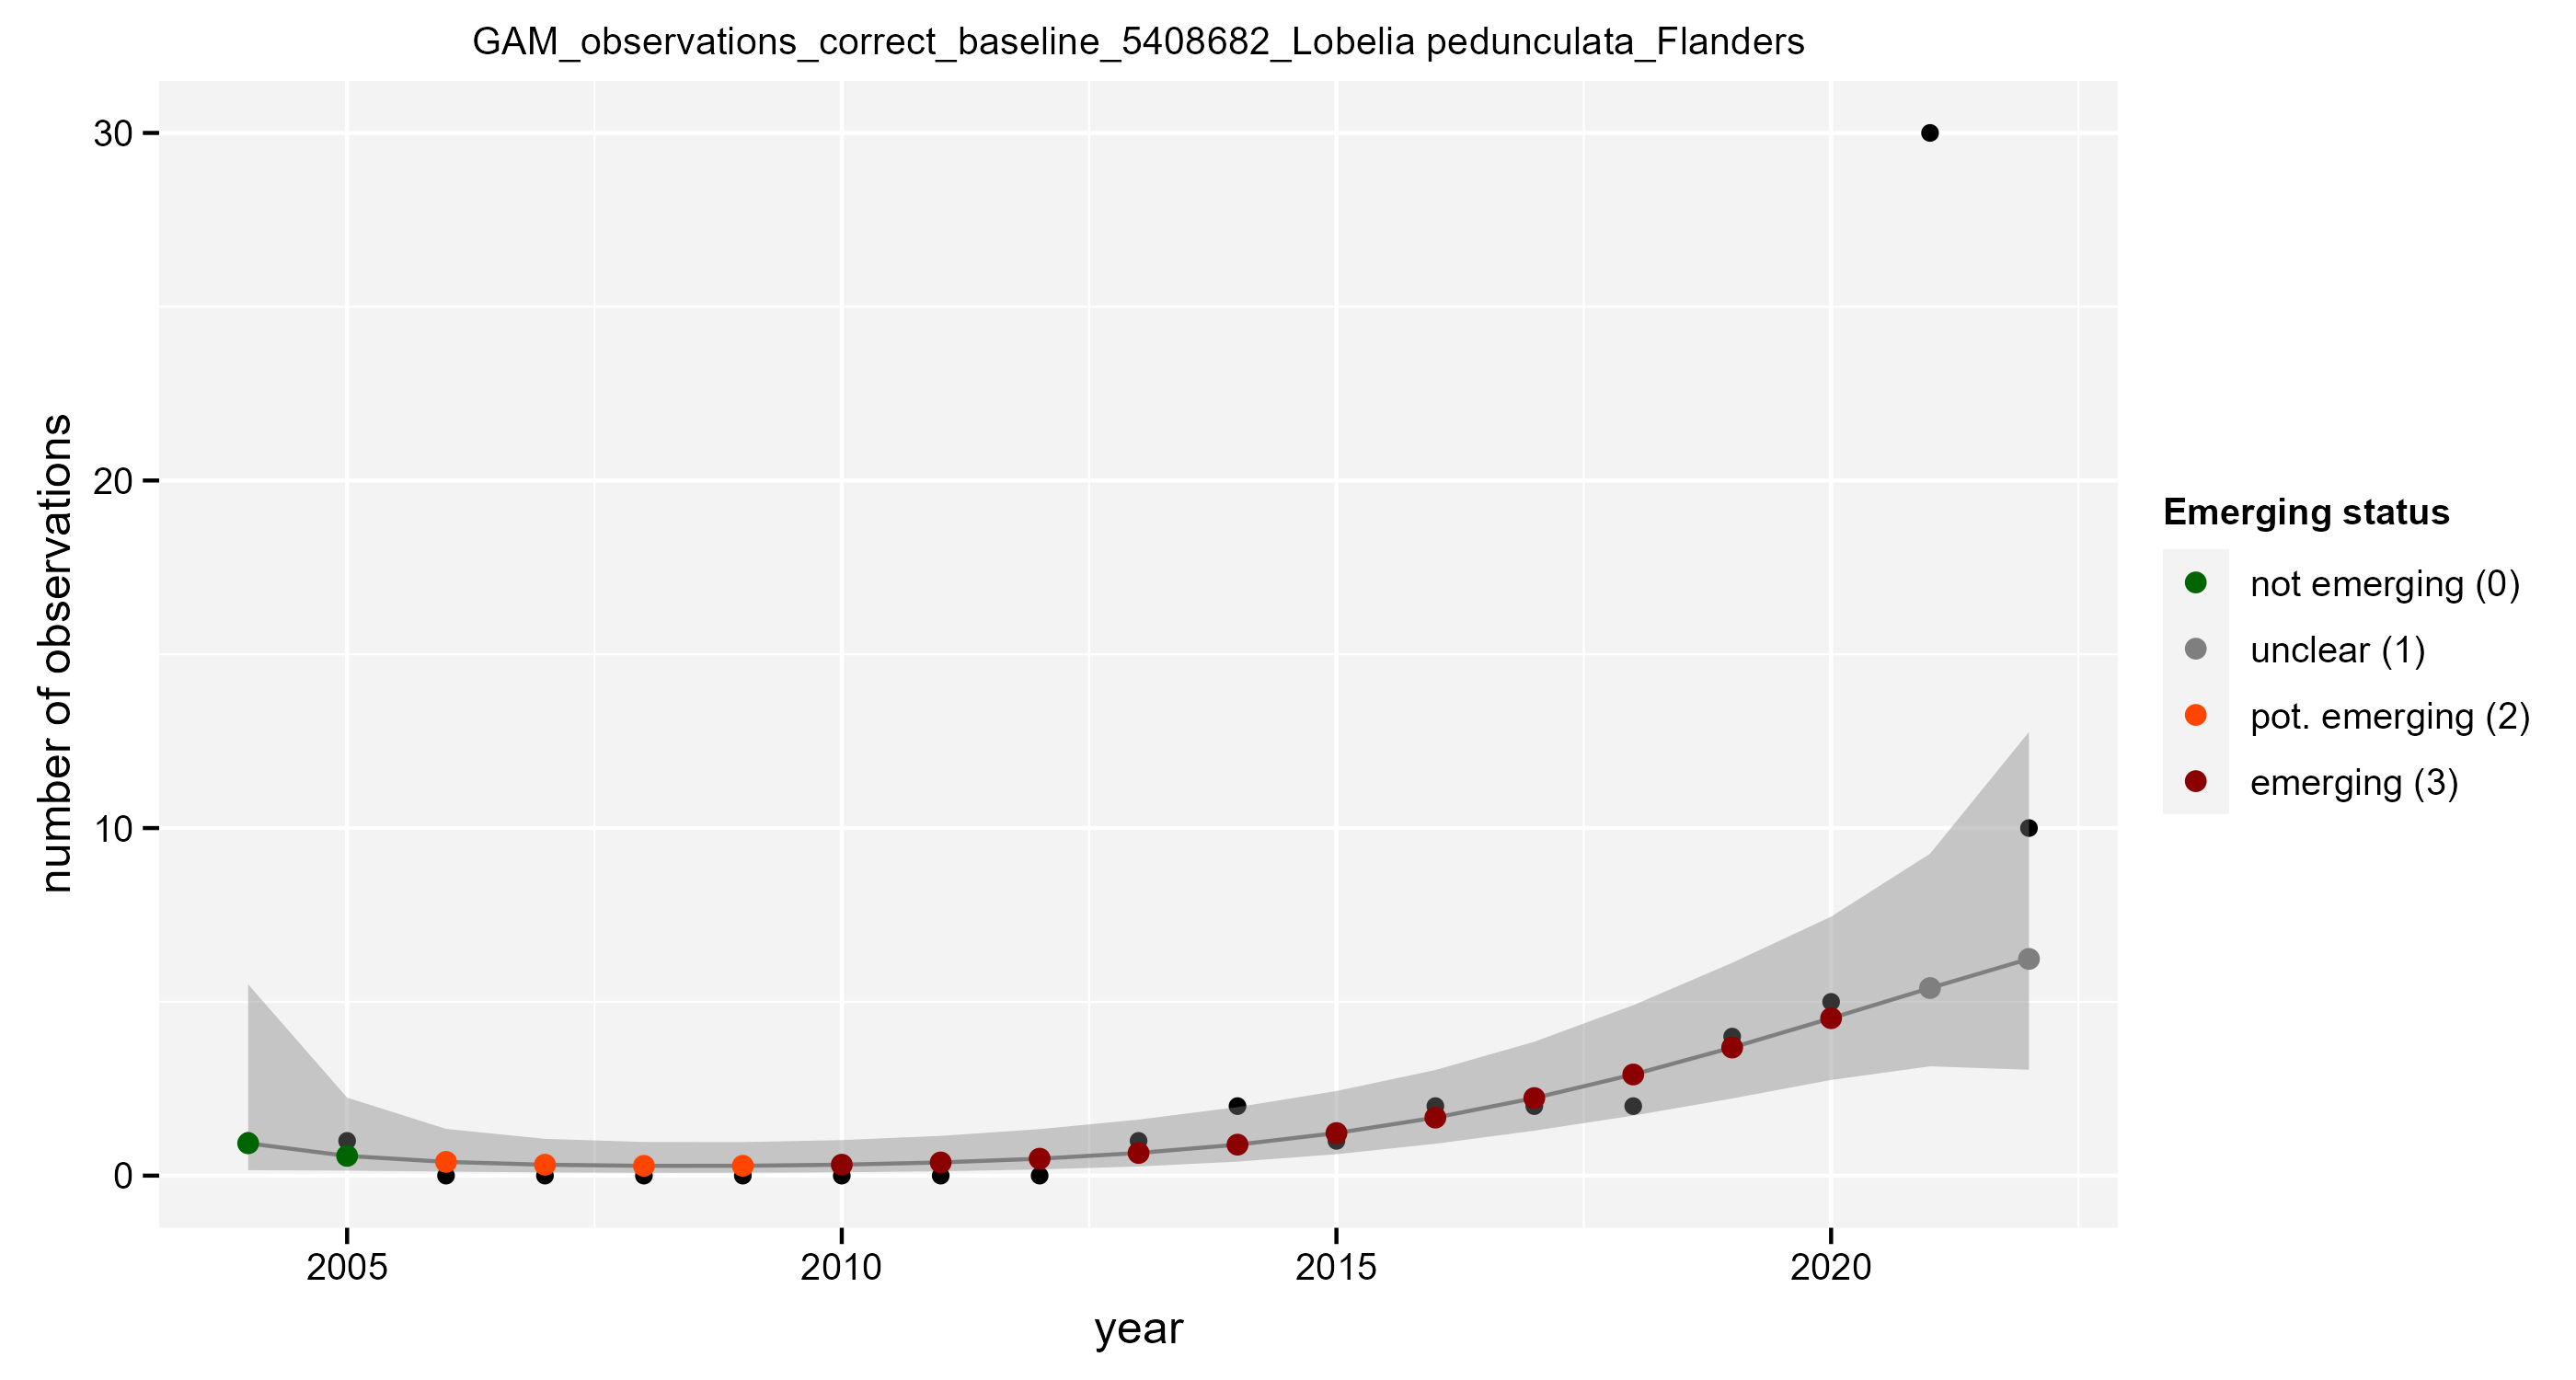 GAM_observations_correct_baseline_5408682_Lobelia pedunculata_Flanders
number of observations
30
20
10
0
2005 2010 2015 2020
year
Emerging status
not emerging (0)
unclear (1)
pot. emerging (2)
emerging (3)